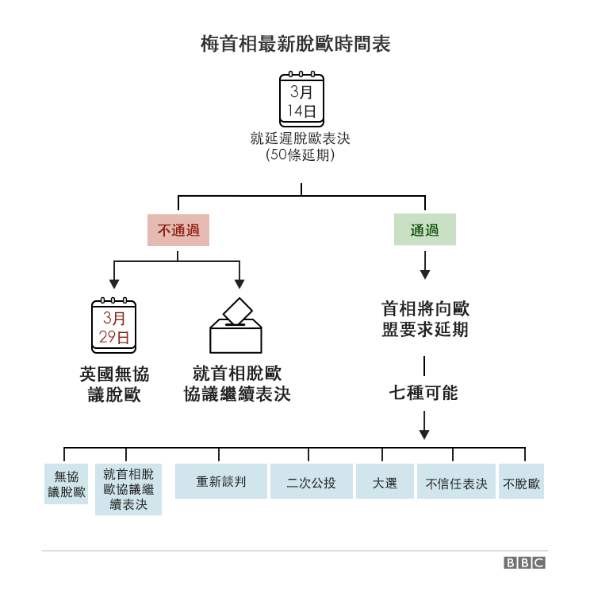 梅首相最新脫歐時間表
3月
14日
就延遲脫歐表決
(50條延期)
不通過
通過
3月
29日
英國無協
議脫歐
就首相脫歐
協議繼續表決
首相將向歐
盟要求延期
七種可能
無協
議脫歐
就首相脫
歐協議繼
續表決
重新談判
二次公投
大選
不信任表決
不脫歐
BBC